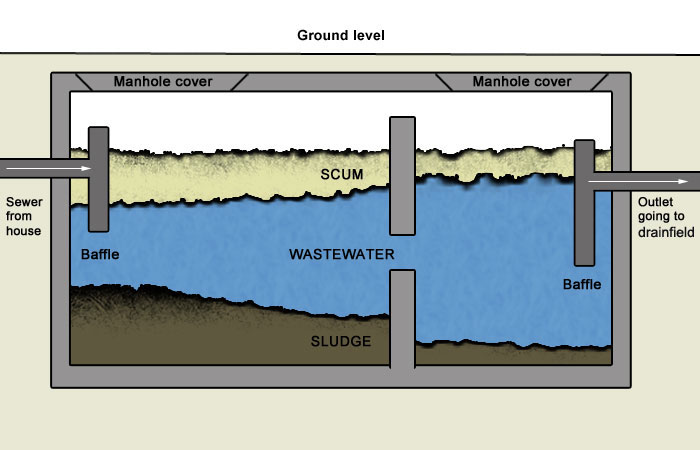 Ground level
Manhole cover
Manhole cover
SCUM
Sewer
from
house
Outlet
going to
drainfield
Baffle
WASTEWATER
Baffle
SLUDGE